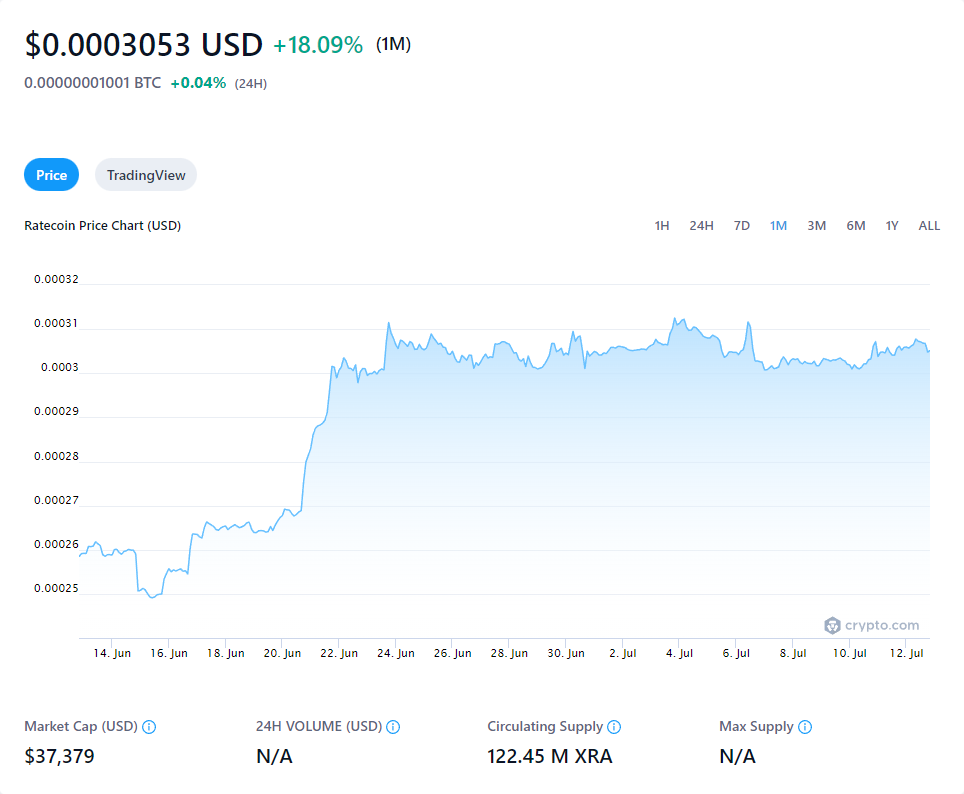 $0.0003053 USD +18.09% (1M)
0.00000001001 BTC +0.04% (24H)
Price TradingView
Ratecoin Price Chart (USD) 1H 24H 7D 1M 3M 6M 1Y ALL
0.00032
0.00031
0.0003
0.00029
0.00028
0.00027
0.00026
0.00025
crypto.com
14. Jun 16. Jun 18. Jun 20. Jun 22. Jun 24. Jun 26. Jun 28. Jun 30. Jun 2. Jul 4. Jul 6. Jul 8. Jul 10. Jul 12. Jul
Market Cap (USD) 24H VOLUME (USD) Circulating Supply Max Supply
$37,379 N/A 122.45 M XRA N/A